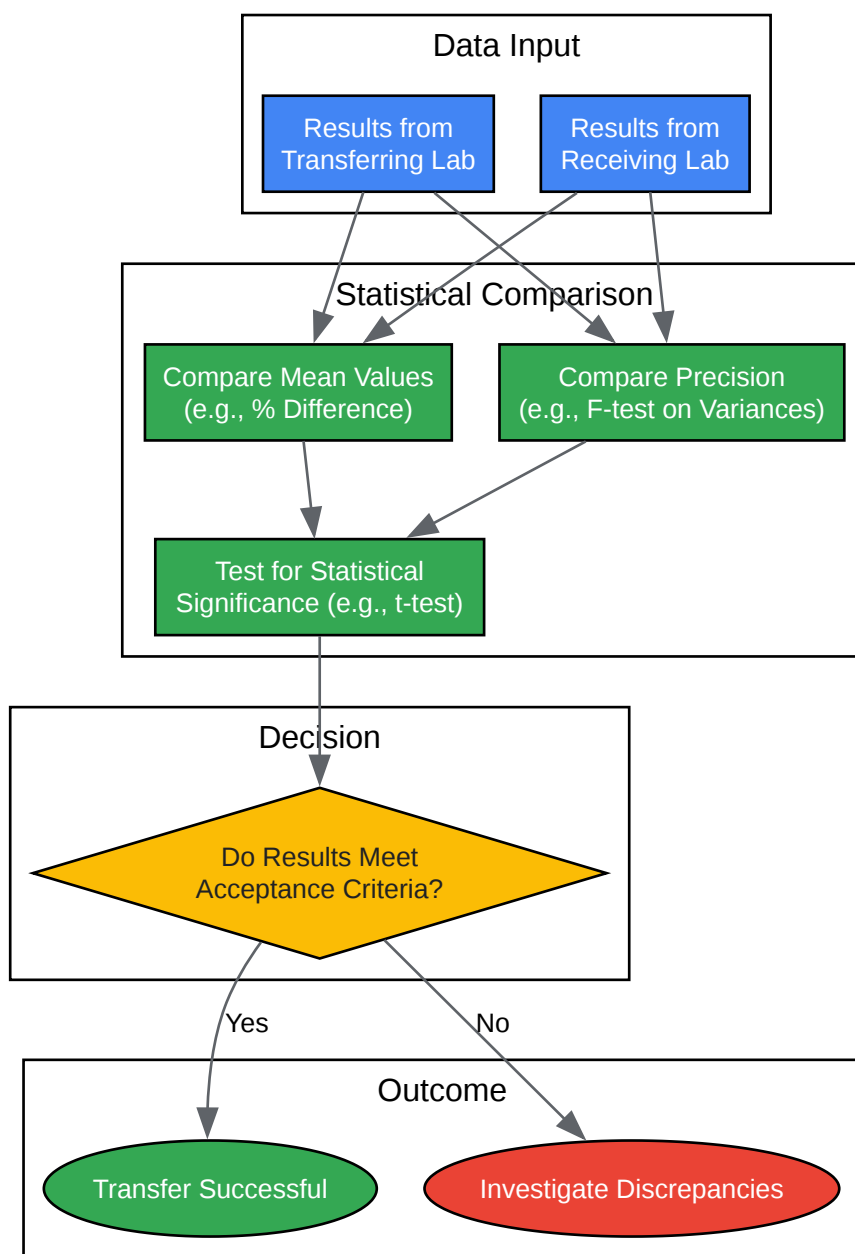 Data Input
Results from
Transferring Lab
Results from
Receiving Lab
Statistical Comparison
Compare Mean Values
(e.g., % Difference)
Compare Precision
(e.g., F-test on Variances)
Test for Statistical
Significance (e.g., t-test)
Decision
Do Results Meet
Acceptance Criteria?
Yes
No
Outcome
Transfer Successful
Investigate Discrepancies